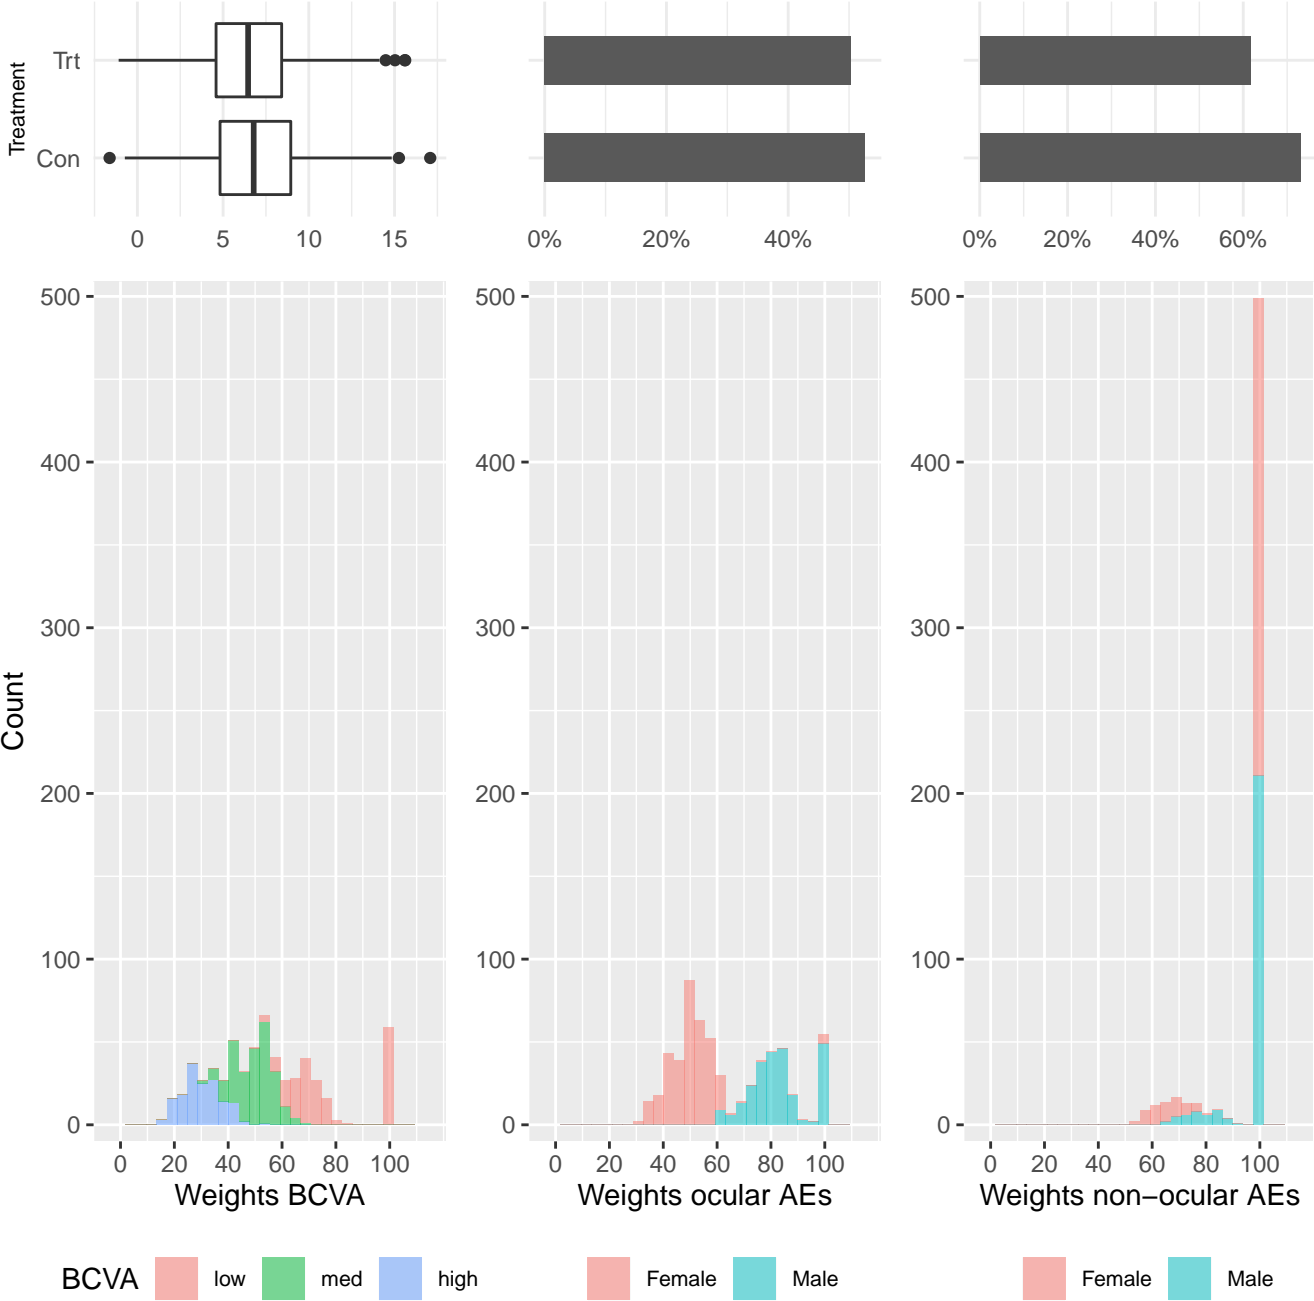 Treatment
Trt
Con
0 5 10 15
0% 20% 40%
0% 20% 40% 60%
Count
500
400
300
200
100
0
500
400
300
200
100
0
500
400
300
200
100
0
0 20 40 60 80 100
0 20 40 60 80 100
0 20 40 60 80 100
Weights BCVA
Weights ocular AEs
Weights non−ocular AEs
BCVA low med high
Female Male
Female Male